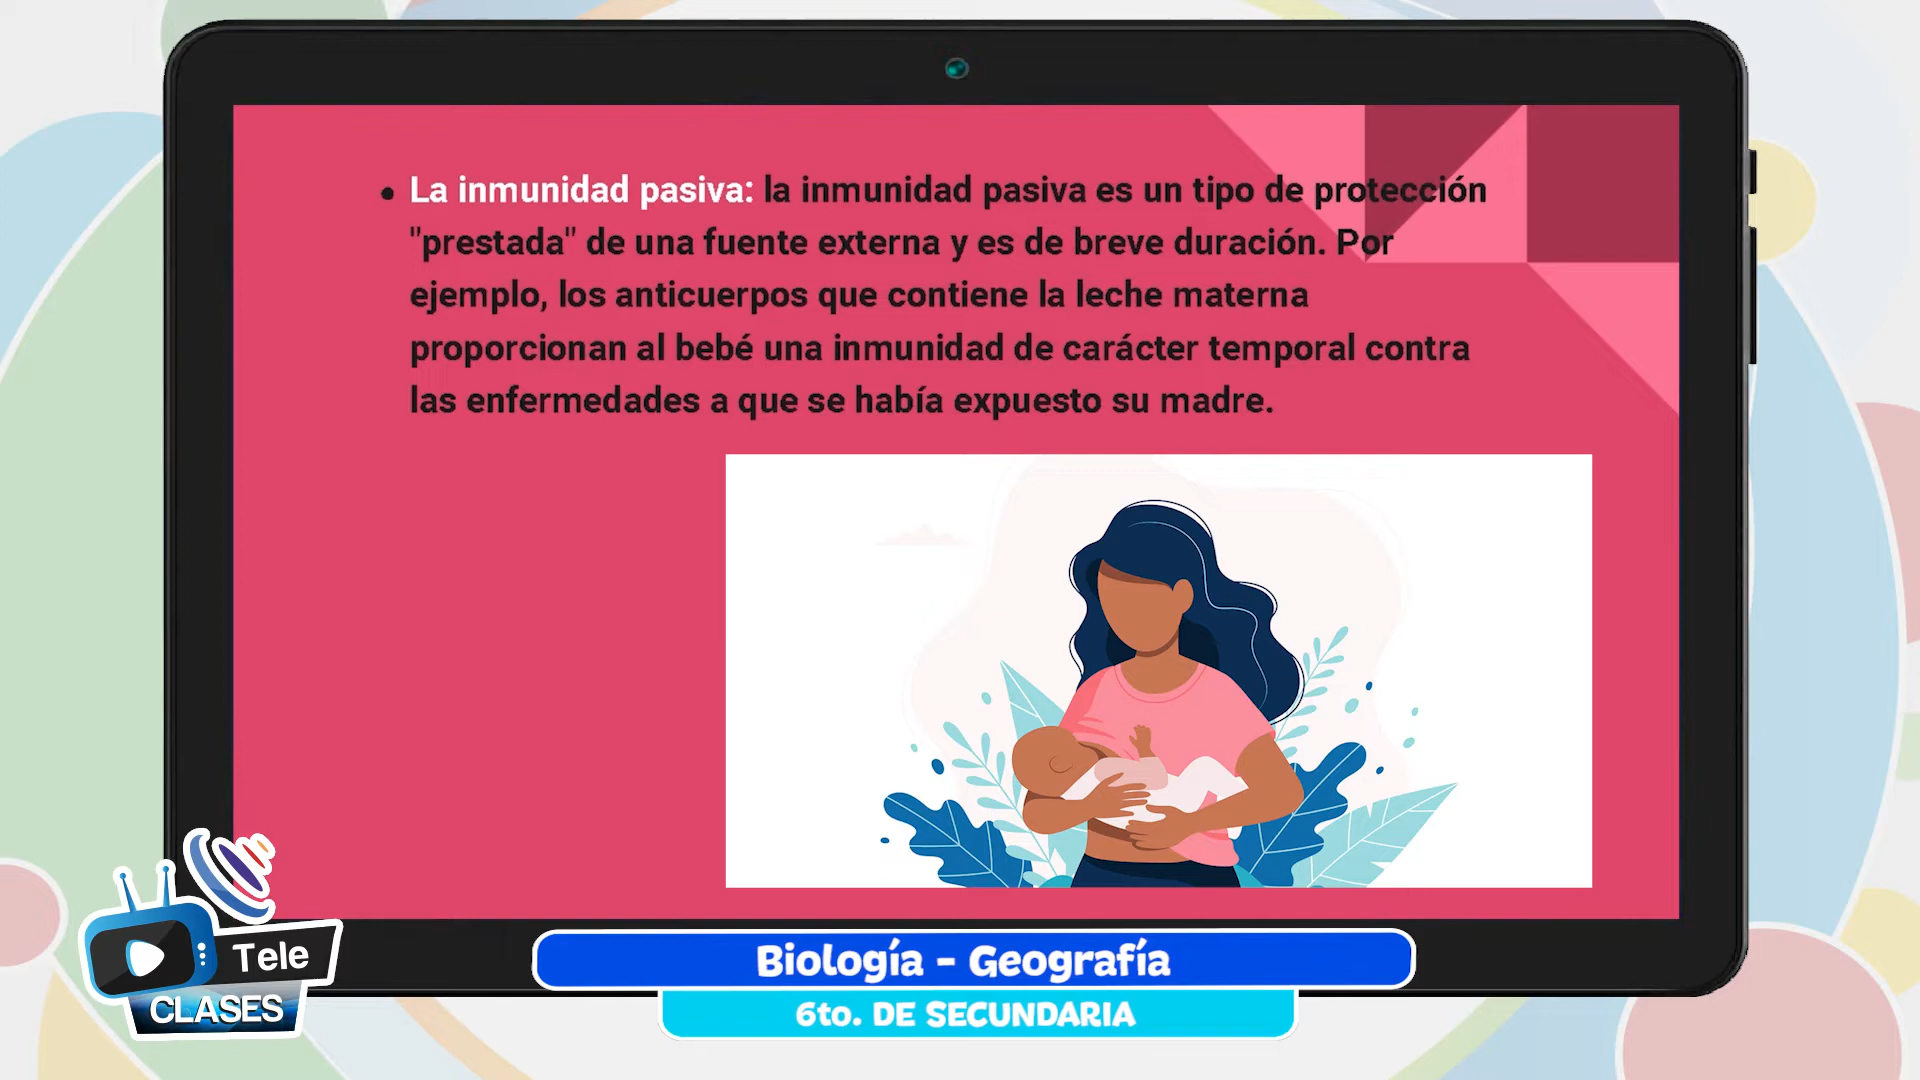 • La inmunidad pasiva: la inmunidad pasiva es un tipo de protección
"prestada" de una fuente externa y es de breve duración. Por
ejemplo, los anticuerpos que contiene la leche materna
proporcionan al bebé una inmunidad de carácter temporal contra
las enfermedades a que se había expuesto su madre.
Tele
CLASES
Biología - Geografía
6to. DE SECUNDARIA